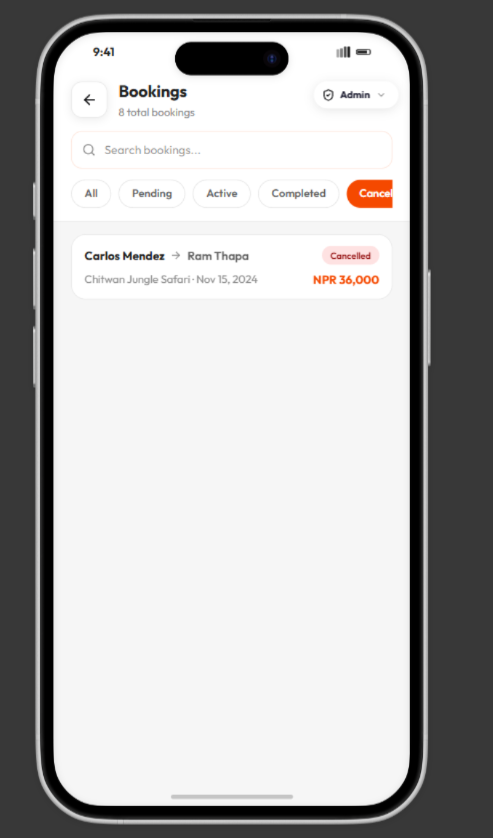 9:41
Bookings
8 total bookings
Admin
Search bookings...
All
Pending
Active
Completed
Cancel
Carlos Mendez → Ram Thapa
Cancelled
Chitwan Jungle Safari · Nov 15, 2024
NPR 36,000